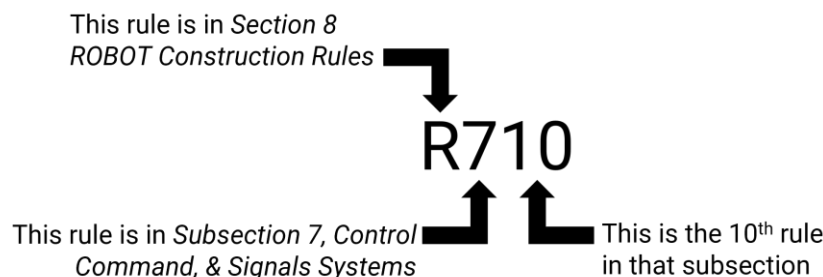 This rule is in Section 8
ROBOT Construction Rules
R710
This rule is in Subsection 7, Control
Command, & Signals Systems
This is the 10th rule
in that subsection